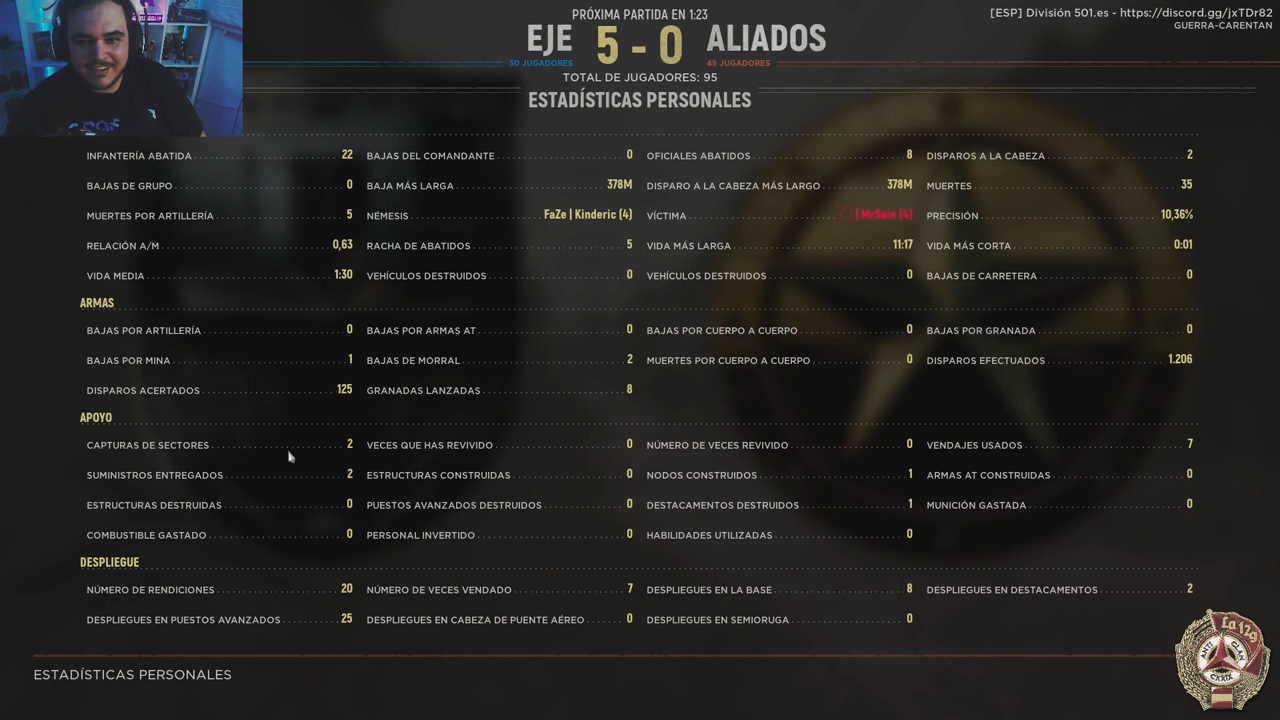 PRÓXIMA PARTIDA EN 1:23
[ESP] División 501.es - https://discord.gg/jxTDr82
GUERRA-CARENTAN
EJE 5 - 0 ALIADOS
50 JUGADORES 45 JUGADORES
TOTAL DE JUGADORES: 95
ESTADÍSTICAS PERSONALES
INFANTERÍA ABATIDA 22 BAJAS DEL COMANDANTE 0 OFICIALES ABATIDOS 8 DISPAROS A LA CABEZA 2
BAJAS DE GRUPO 0 BAJA MÁS LARGA 378M DISPARO A LA CABEZA MÁS LARGO 378M MUERTES 35
MUERTES POR ARTILLERÍA 5 NÉMESIS FaZe | Kinderic (4) VÍCTIMA | MrSain (4) PRECISIÓN 10,36%
RELACIÓN A/M 0,63 RACHA DE ABATIDOS 5 VIDA MÁS LARGA 11:17 VIDA MÁS CORTA 0:01
VIDA MEDIA 1:30 VEHÍCULOS DESTRUIDOS 0 VEHÍCULOS DESTRUIDOS 0 BAJAS DE CARRETERA 0
ARMAS
BAJAS POR ARTILLERÍA 0 BAJAS POR ARMAS AT 0 BAJAS POR CUERPO A CUERPO 0 BAJAS POR GRANADA 0
BAJAS POR MINA 1 BAJAS DE MORRAL 2 MUERTES POR CUERPO A CUERPO 0 DISPAROS EFECTUADOS 1.206
DISPAROS ACERTADOS 125 GRANADAS LANZADAS 8
APOYO
CAPTURAS DE SECTORES 2 VECES QUE HAS REVIVIDO 0 NÚMERO DE VECES REVIVIDO 0 VENDAJES USADOS 7
SUMINISTROS ENTREGADOS 2 ESTRUCTURAS CONSTRUIDAS 0 NODOS CONSTRUIDOS 1 ARMAS AT CONSTRUIDAS 0
ESTRUCTURAS DESTRUIDAS 0 PUESTOS AVANZADOS DESTRUIDOS 0 DESTACAMENTOS DESTRUIDOS 1 MUNICIÓN GASTADA 0
COMBUSTIBLE GASTADO 0 PERSONAL INVERTIDO 0 HABILIDADES UTILIZADAS 0
DESPLIEGUE
NÚMERO DE RENDICIONES 20 NÚMERO DE VECES VENDADO 7 DESPLIEGUES EN LA BASE 8 DESPLIEGUES EN DESTACAMENTOS 2
DESPLIEGUES EN PUESTOS AVANZADOS 25 DESPLIEGUES EN CABEZA DE PUENTE AÉREO 0 DESPLIEGUES EN SEMIORUGA 0
La 129
ANTI CLAN
CXXIX
ESTADÍSTICAS PERSONALES